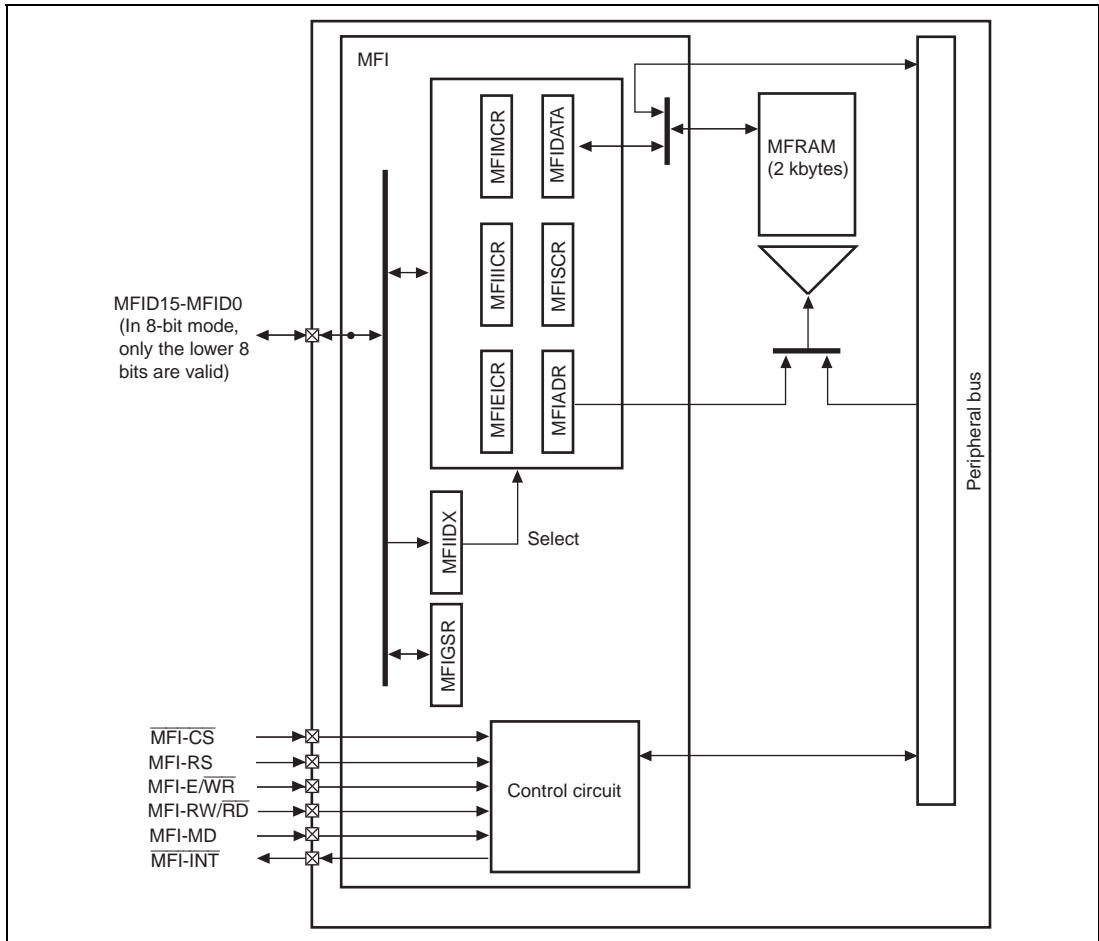 MFI
MFIMCR
MFIDATA
MFRAM
(2 kbytes)
MFIIICR
MFISCR
MFID15-MFID0
(In 8-bit mode,
only the lower 8
bits are valid)
MFIEICR
MFIADR
Peripheral bus
MFIIDX
Select
MFIGSR
MFI-CS
MFI-RS
MFI-E/WR
MFI-RW/RD
MFI-MD
MFI-INT
Control circuit